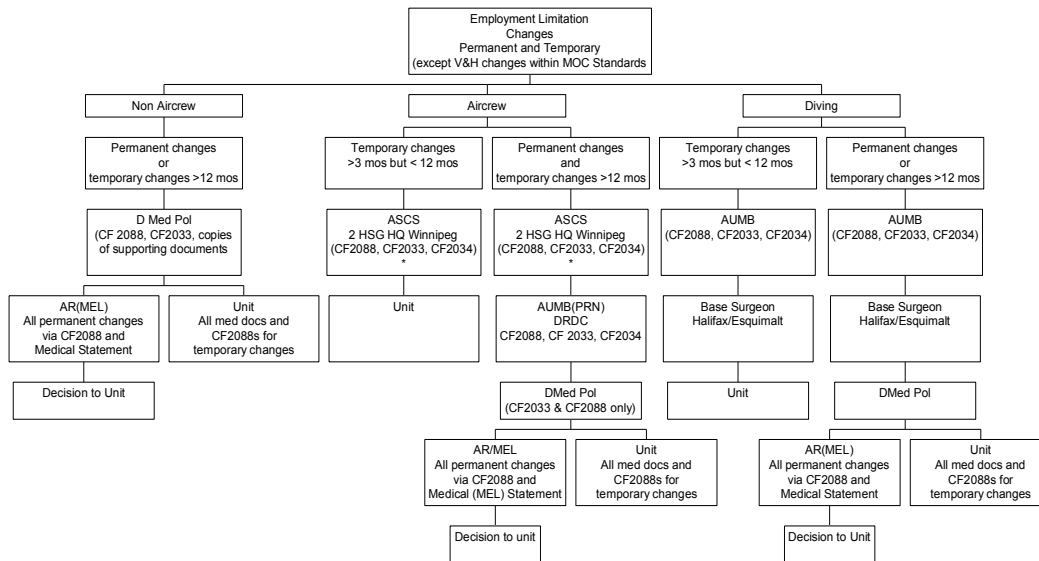 Employment Limitation
Changes
Permanent and Temporary
(except V&H changes within MOC Standards
Non Aircrew
Aircrew
Diving
Permanent changes
or
temporary changes >12 mos
Temporary changes
>3 mos but < 12 mos
Permanent changes
and
temporary changes >12 mos
Temporary changes
>3 mos but < 12 mos
Permanent changes
or
temporary changes >12 mos
D Med Pol
(CF 2088, CF2033, copies
of supporting documents
ASCS
2 HSG HQ Winnipeg
(CF2088, CF2033, CF2034)
*
ASCS
2 HSG HQ Winnipeg
(CF2088, CF2033, CF2034)
*
AUMB
(CF2088, CF2033, CF2034)
AUMB
(CF2088, CF2033, CF2034)
AR(MEL)
All permanent changes
via CF2088 and
Medical Statement
Unit
All med docs and
CF2088s for
temporary changes
Unit
AUMB(PRN)
DRDC
CF2088, CF 2033, CF2034
Base Surgeon
Halifax/Esquimalt
Base Surgeon
Halifax/Esquimalt
Decision to Unit
DMed Pol
(CF2033 & CF2088 only)
Unit
DMed Pol
AR/MEL
All permanent changes
via CF2088 and
Medical (MEL) Statement
Unit
All med docs and
CF2088s for
temporary changes
AR(MEL)
All permanent changes
via CF2088 and
Medical Statement
Unit
All med docs and
CF2088s for
temporary changes
Decision to unit
Decision to Unit